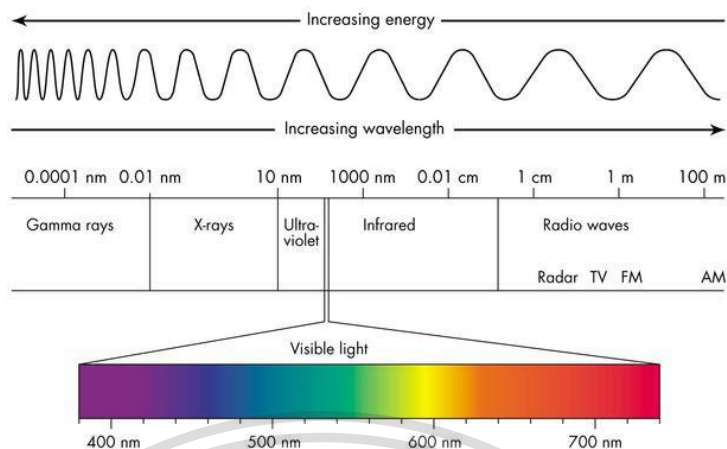 Increasing energy
Increasing wavelength
0.0001 nm 0.01 nm 10 nm 1000 nm 0.01 cm 1 cm 1 m 100 m
Gamma rays X-rays Ultra- Infrared Radio waves
violet
Radar TV FM AM
Visible light
400 nm 500 nm 600 nm 700 nm